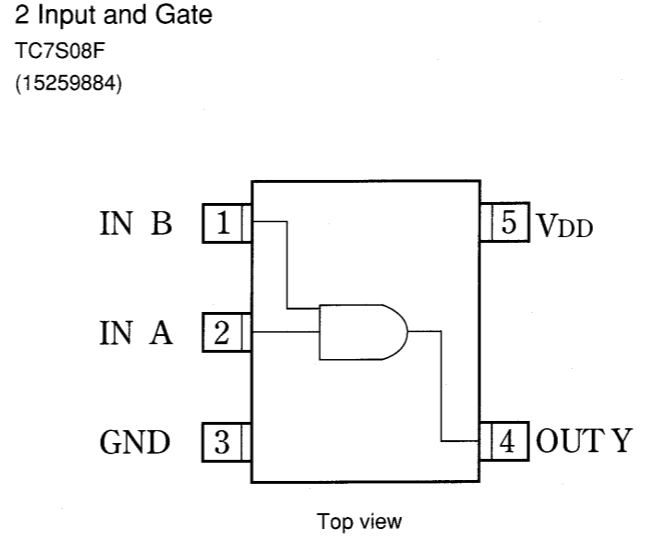 2 Input and Gate
TC7S08F
(15259884)
IN B 1
5 VDD
IN A 2
GND 3
4 OUT Y
Top view